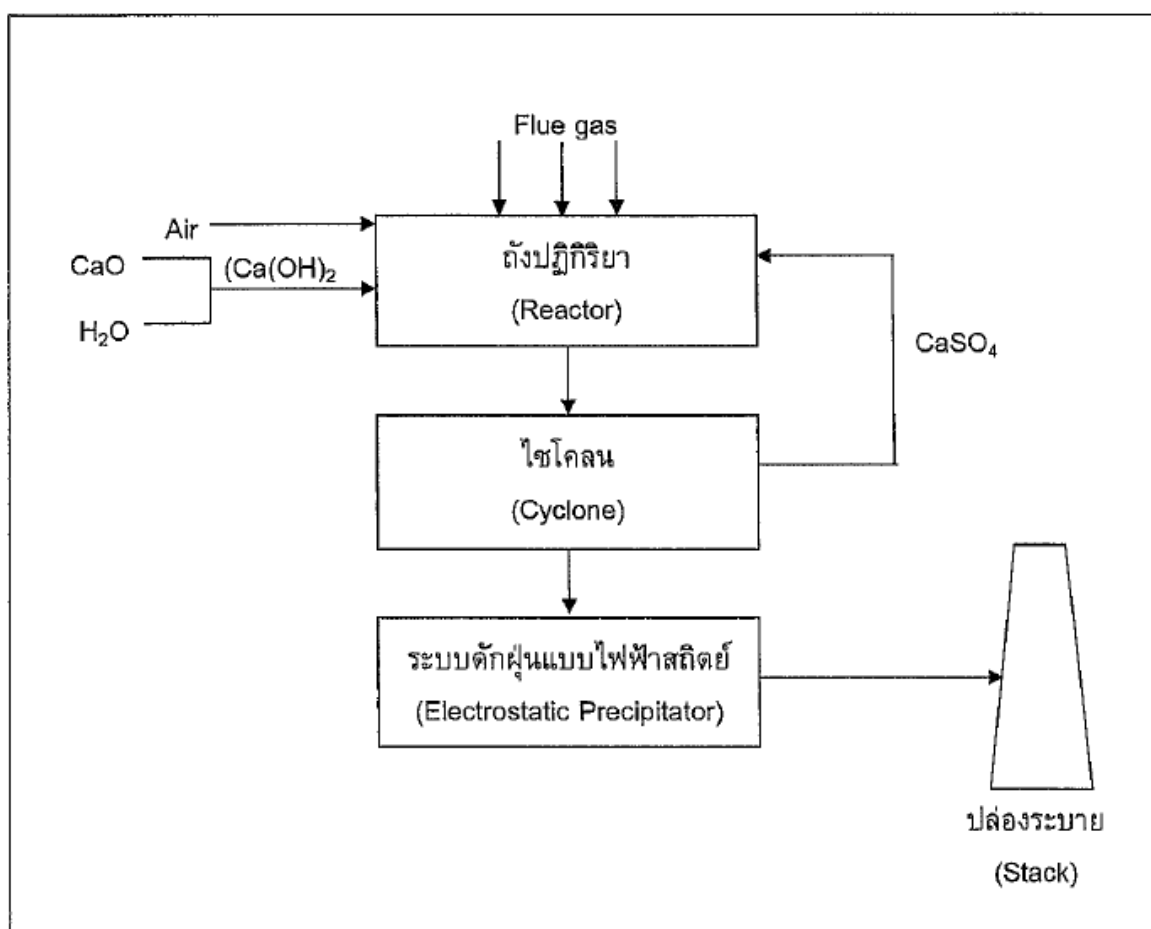 Flue gas
Air
CaO
(Ca(OH)2
H2O
ถังปฏิกิริยา
(Reactor)
CaSO4
ไซโคลน
(Cyclone)
ระบบดักฝุ่นแบบไฟฟ้าสถิตย์
(Electrostatic Precipitator)
ปล่องระบาย
(Stack)